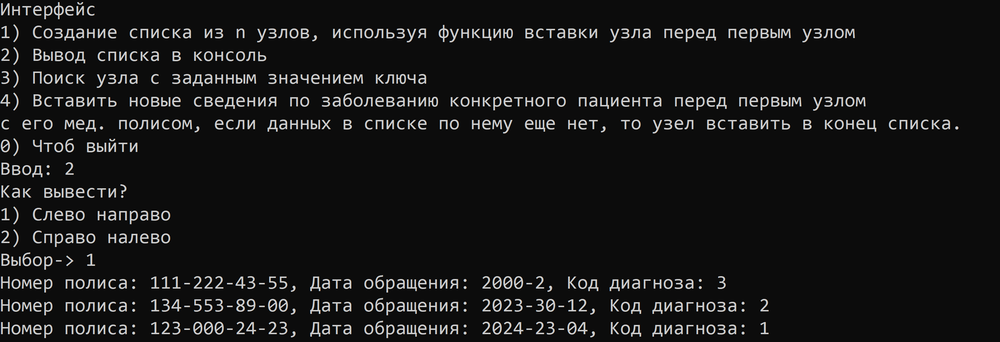 Интерфейс
1) Создание списка из n узлов, используя функцию вставки узла перед первым узлом
2) Вывод списка в консоль
3) Поиск узла с заданным значением ключа
4) Вставить новые сведения по заболеванию конкретного пациента перед первым узлом
с его мед. полисом, если данных в списке по нему еще нет, то узел вставить в конец списка.
0) Чтоб выйти
Ввод: 2
Как вывести?
1) Слево направо
2) Справо налево
Выбор-> 1
Номер полиса: 111-222-43-55, Дата обращения: 2000-2, Код диагноза: 3
Номер полиса: 134-553-89-00, Дата обращения: 2023-30-12, Код диагноза: 2
Номер полиса: 123-000-24-23, Дата обращения: 2024-23-04, Код диагноза: 1